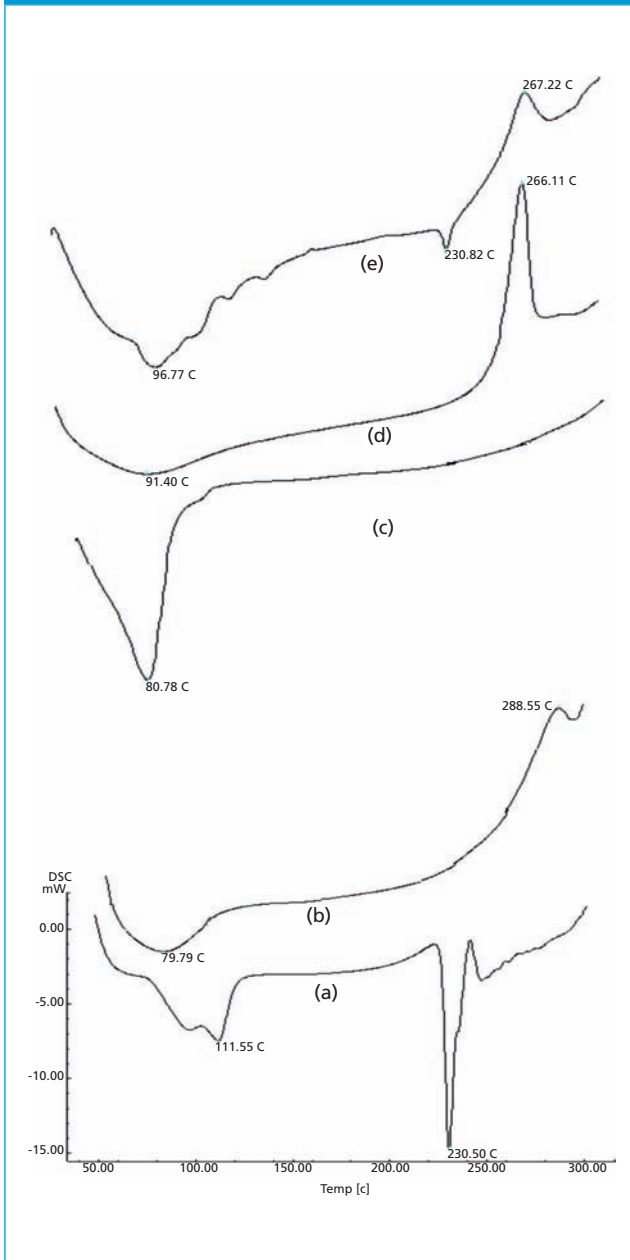 267.22 C
266.11 C
(e)
230.82 C
96.77 C
(d)
91.40 C
(c)
80.78 C
288.55 C
DSC
mW
(b)
0.00
79.79 C
(a)
-5.00
111.55 C
-10.00
-15.00
230.50 C
50.00 100.00 150.00 200.00 250.00 300.00
Temp [c]